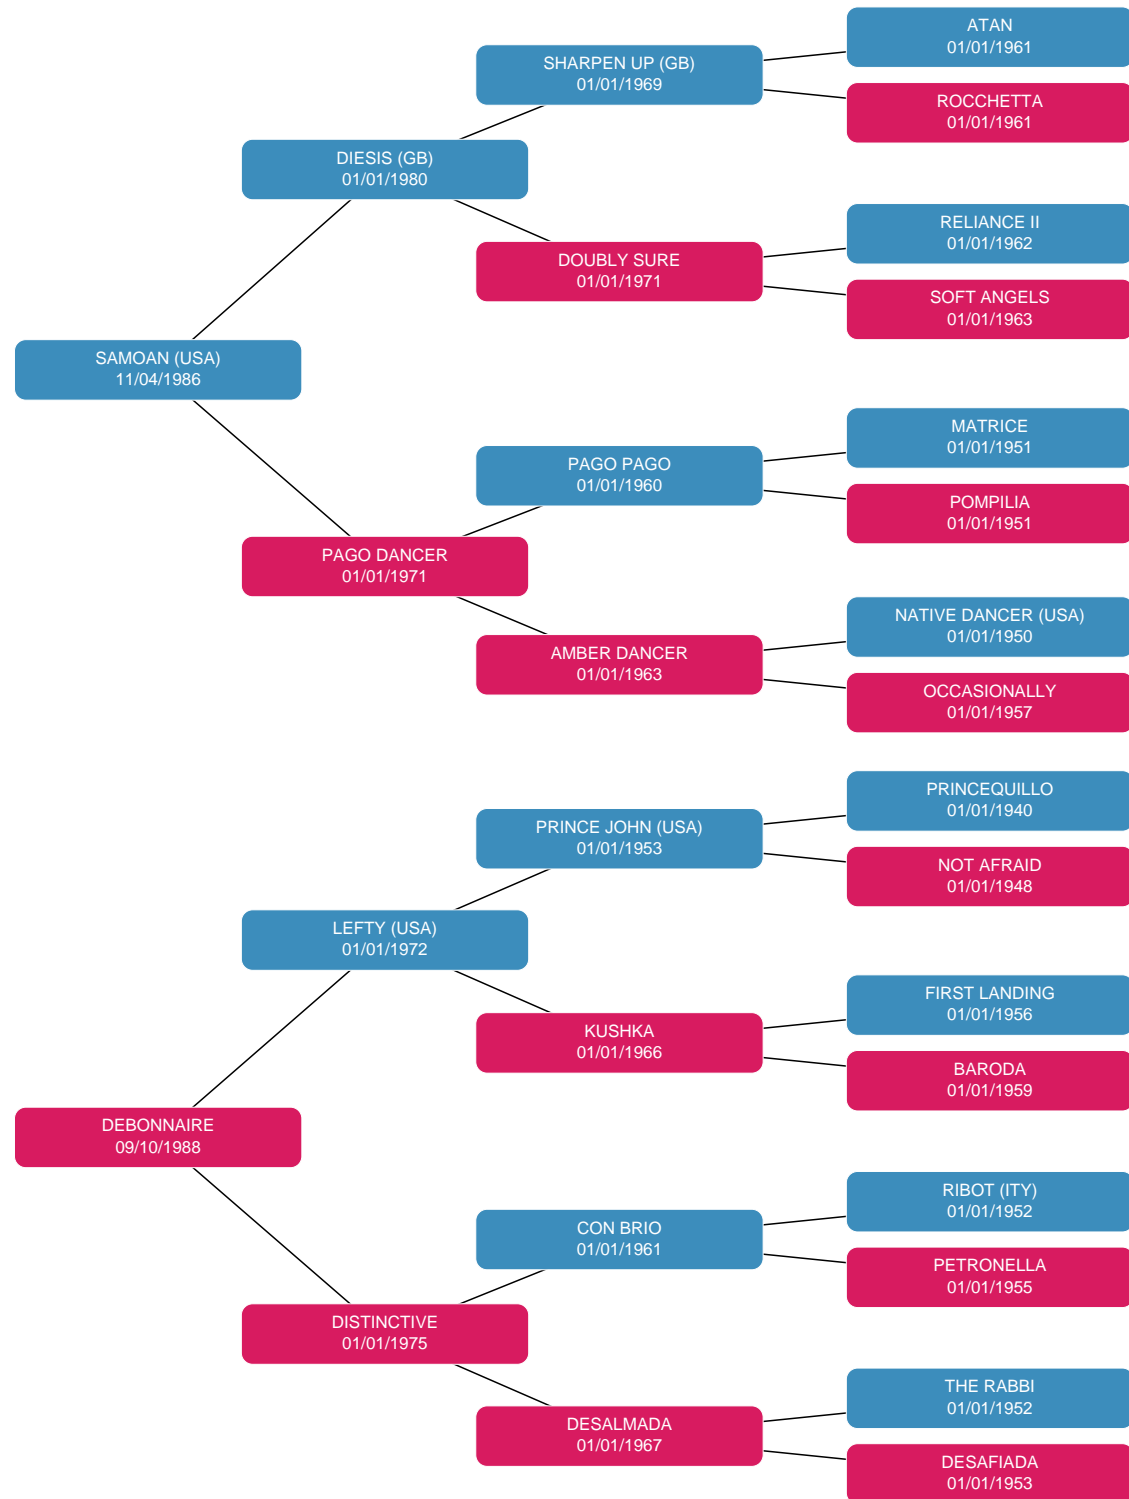 ATAN
01/01/1961
SHARPEN UP (GB)
01/01/1969
ROCCHETTA
01/01/1961
DIESIS (GB)
01/01/1980
RELIANCE II
01/01/1962
DOUBLY SURE
01/01/1971
SOFT ANGELS
01/01/1963
SAMOAN (USA)
11/04/1986
MATRICE
01/01/1951
PAGO PAGO
01/01/1960
POMPILIA
01/01/1951
PAGO DANCER
01/01/1971
NATIVE DANCER (USA)
01/01/1950
AMBER DANCER
01/01/1963
OCCASIONALLY
01/01/1957
PRINCEQUILLO
01/01/1940
PRINCE JOHN (USA)
01/01/1953
NOT AFRAID
01/01/1948
LEFTY (USA)
01/01/1972
FIRST LANDING
01/01/1956
KUSHKA
01/01/1966
BARODA
01/01/1959
DEBONNAIRE
09/10/1988
RIBOT (ITY)
01/01/1952
CON BRIO
01/01/1961
PETRONELLA
01/01/1955
DISTINCTIVE
01/01/1975
THE RABBI
01/01/1952
DESALMADA
01/01/1967
DESAFIADA
01/01/1953